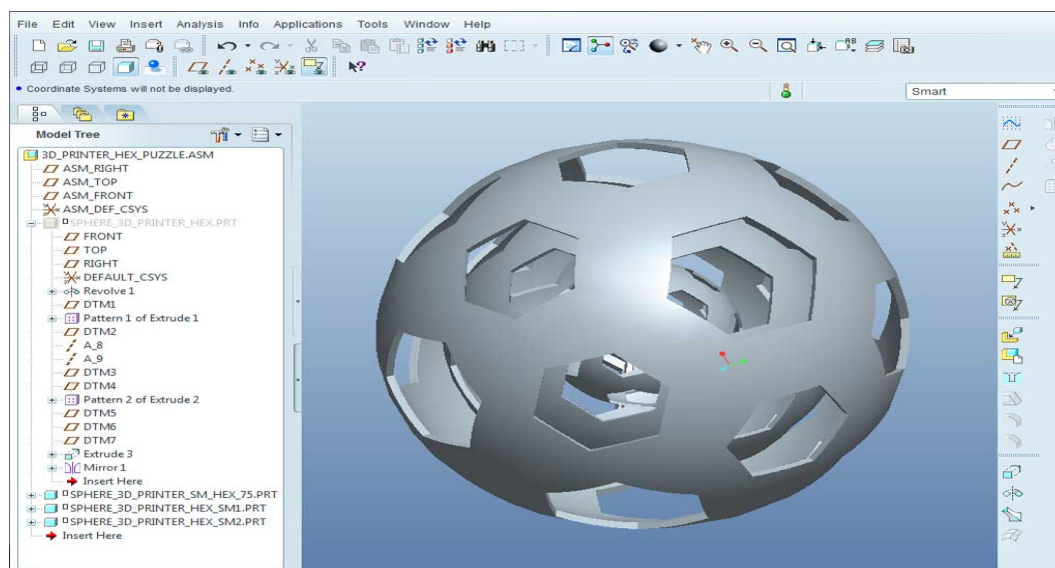 File Edit View Insert Analysis Info Applications Tools Window Help
Coordinate Systems will not be displayed.
Smart
Model Tree
3D_PRINTER_HEX_PUZZLE.ASM
ASM_RIGHT
ASM_TOP
ASM_FRONT
ASM_DEF_CSYS
SPHERE_3D_PRINTER_HEX.PRT
FRONT
TOP
RIGHT
DEFAULT_CSYS
Revolve 1
DTM1
Pattern 1 of Extrude 1
DTM2
A_8
A_9
DTM3
DTM4
Pattern 2 of Extrude 2
DTM5
DTM6
DTM7
Extrude 3
Mirror 1
Insert Here
SPHERE_3D_PRINTER_SM_HEX_75.PRT
SPHERE_3D_PRINTER_HEX_SM1.PRT
SPHERE_3D_PRINTER_HEX_SM2.PRT
Insert Here